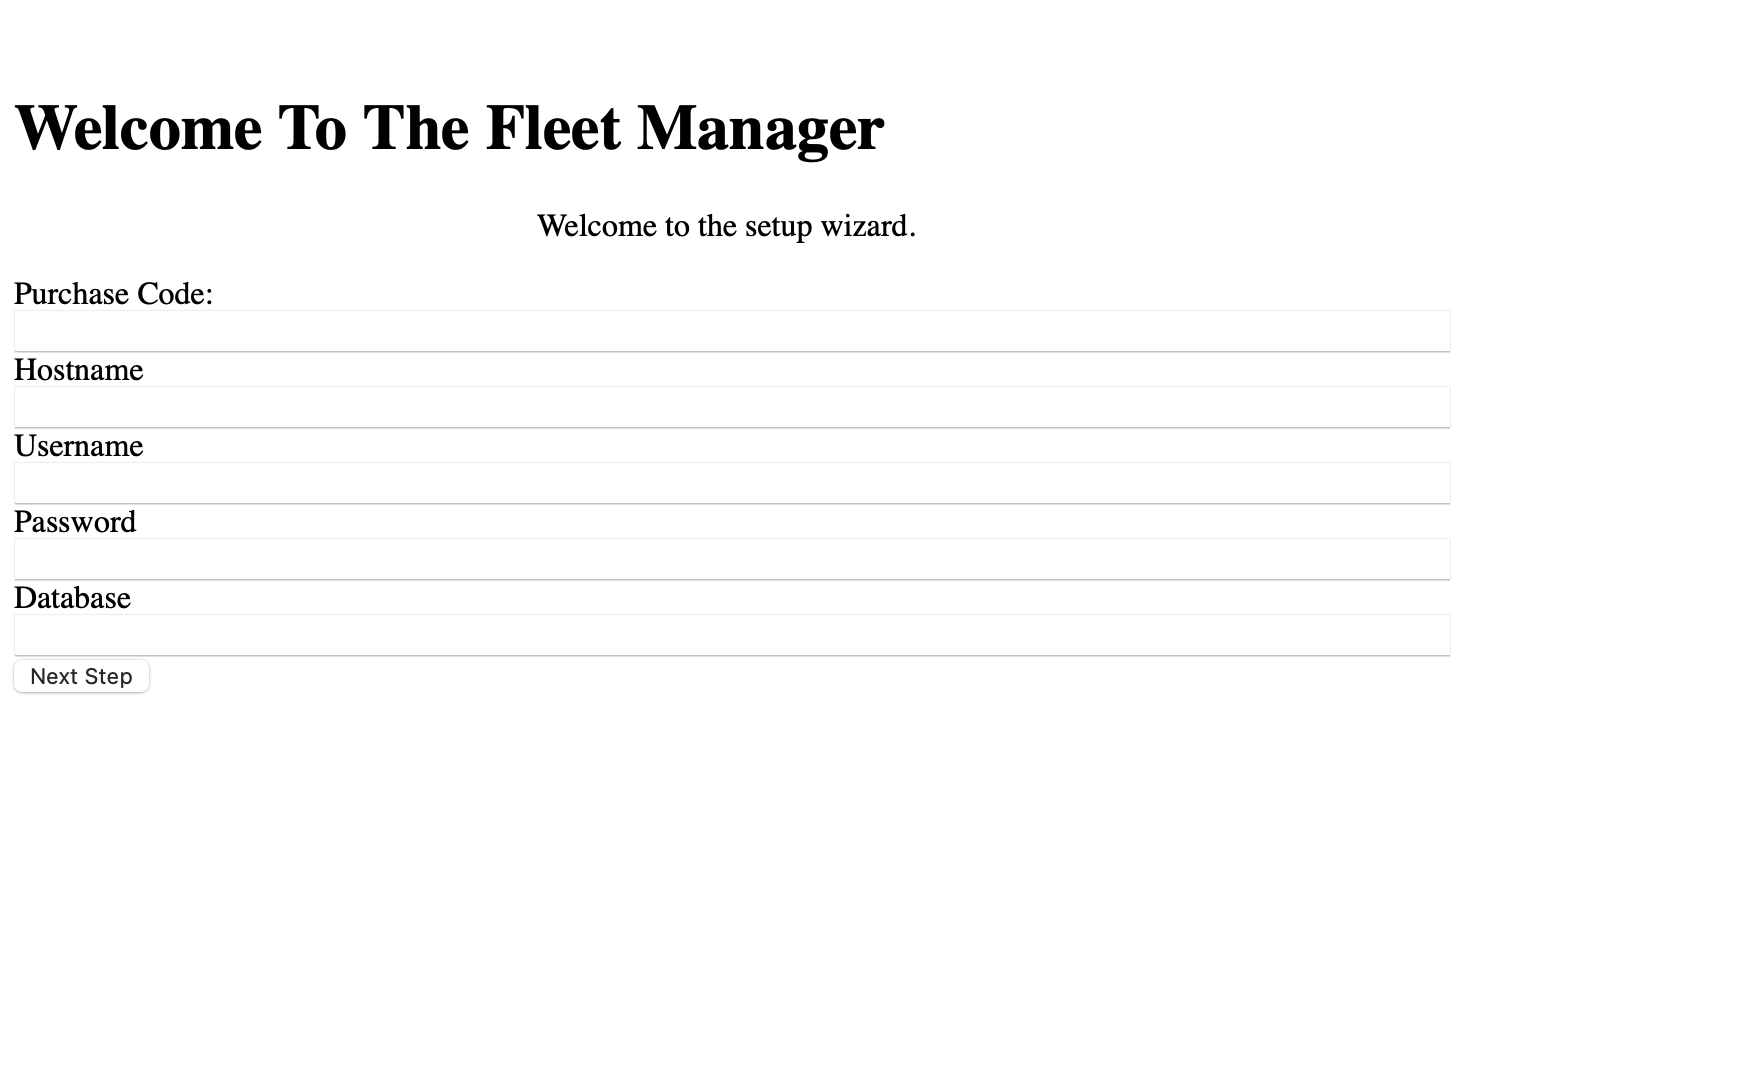 Welcome To The Fleet Manager
Welcome to the setup wizard.
Purchase Code:
Hostname
Username
Password
Database
Next Step